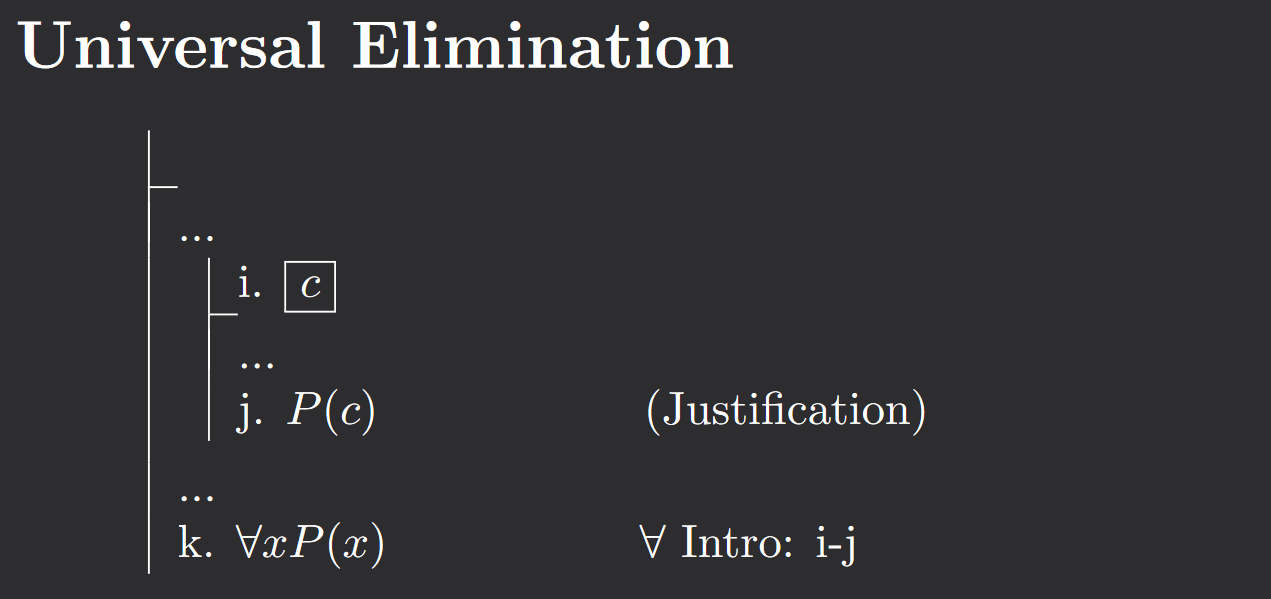 Universal Elimination
...
i. c
...
j. P(c) (Justification)
...
k. ∀xP(x) ∀ Intro: i-j